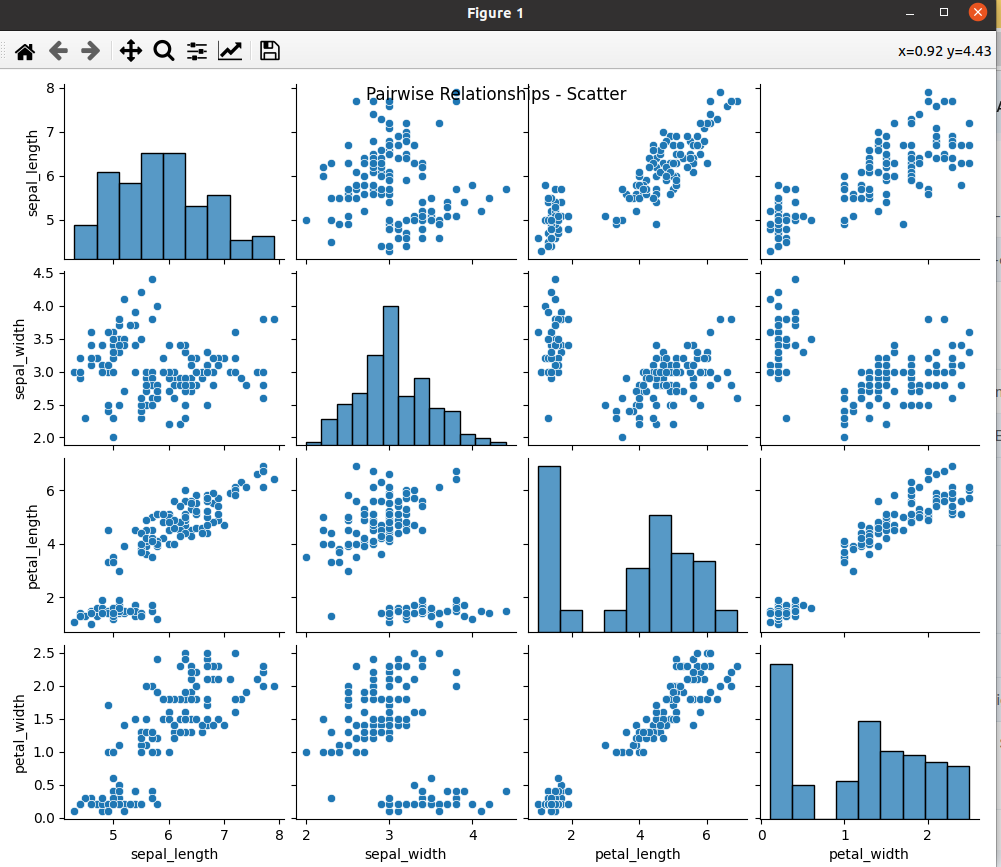 Figure 1
x=0.92 y=4.43
Pairwise Relationships - Scatter
8
7
6
5
sepal_length
4.5
4.0
3.5
3.0
2.5
2.0
sepal_width
6
4
2
petal_length
2.5
2.0
1.5
1.0
0.5
0.0
petal_width
5 6 7 8
sepal_length
2 3 4
sepal_width
2 4 6
petal_length
0 1 2
petal_width